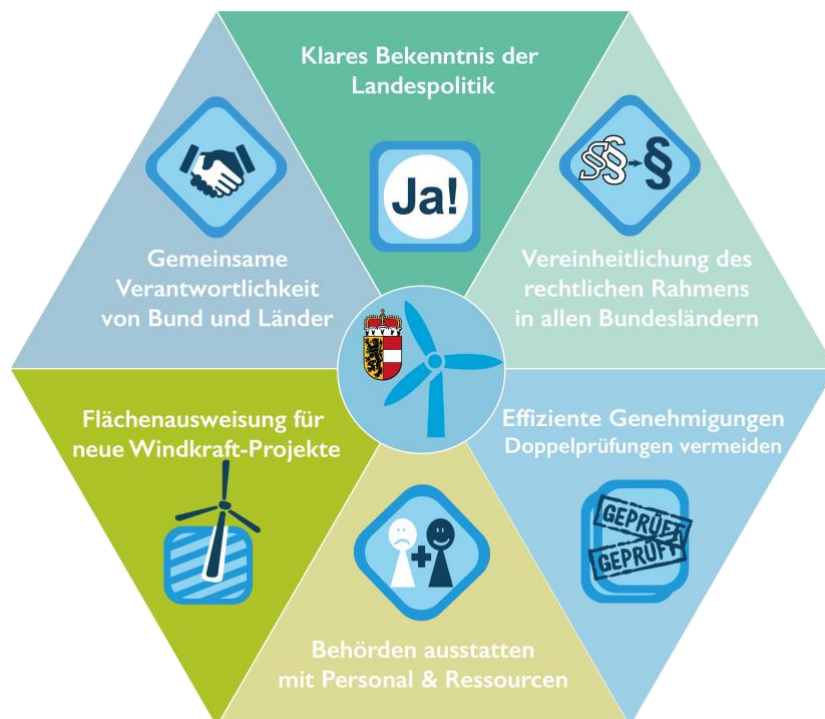 Klares Bekenntnis der
Landespolitik
Ja!
Gemeinsame
Verantwortlichkeit
von Bund und Länder
§§§→§
Vereinheitlichung des
rechtlichen Rahmens
in allen Bundesländern
Flächenausweisung für
neue Windkraft-Projekte
Effiziente Genehmigungen
Doppelprüfungen vermeiden
GEPRÜFT
GEPRÜFT
+
Behörden ausstatten
mit Personal & Ressourcen